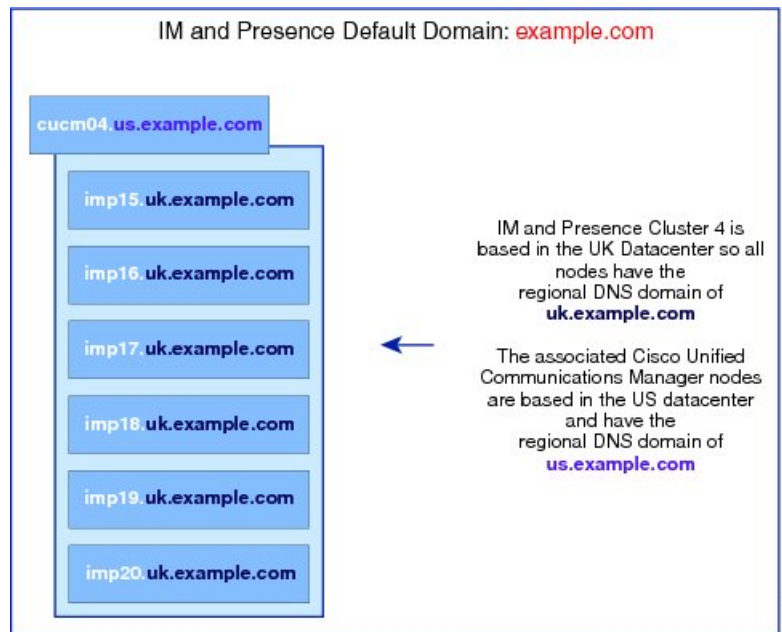 IM and Presence Default Domain: example.com
cucm04.us.example.com
imp15.uk.example.com
imp16.uk.example.com
imp17.uk.example.com
imp18.uk.example.com
imp19.uk.example.com
imp20.uk.example.com
IM and Presence Cluster 4 is
based in the UK Datacenter so all
nodes have the
regional DNS domain of
uk.example.com
The associated Cisco Unified
Communications Manager nodes
are based in the US datacenter
and have the
regional DNS domain of
us.example.com